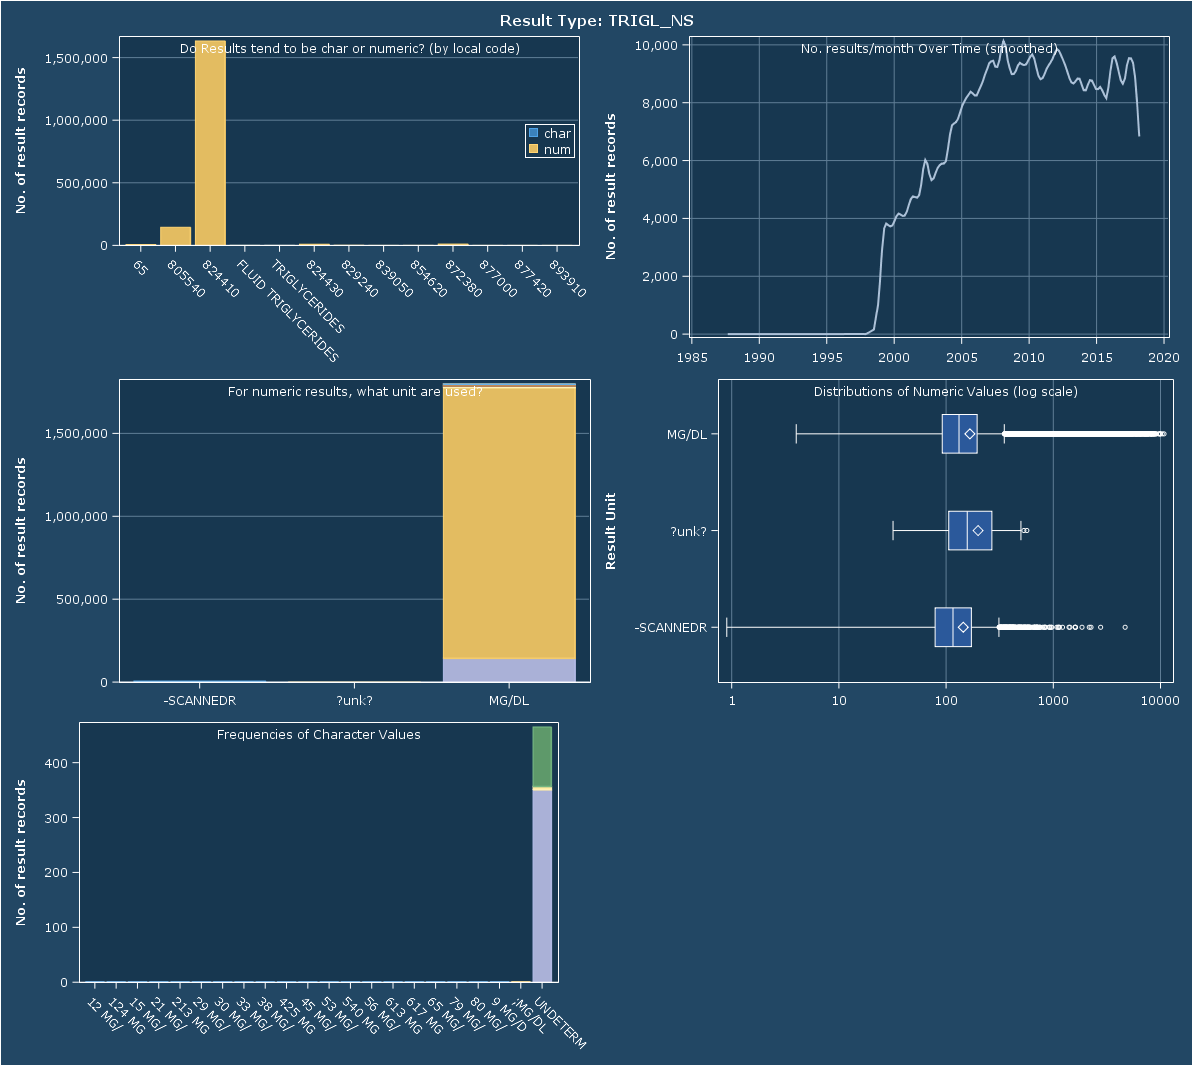 Result Type: TRIGL_NS
Do Results tend to be char or numeric? (by local code)
No. of result records
1,500,000
1,000,000
500,000
0
char
num
65
805540
824410
FLUID TRIGLYCERIDES
TRIGLYCERIDES
824430
829240
839050
854620
872380
877000
877420
893910
No. results/month Over Time (smoothed)
No. of result records
10,000
8,000
6,000
4,000
2,000
0
1985
1990
1995
2000
2005
2010
2015
2020
For numeric results, what unit are used?
No. of result records
1,500,000
1,000,000
500,000
0
-SCANNEDR
?unk?
MG/DL
Distributions of Numeric Values (log scale)
Result Unit
MG/DL
?unk?
-SCANNEDR
1
10
100
1000
10000
Frequencies of Character Values
No. of result records
400
300
200
100
0
12 MG/
124 MG
15 MG/
21 MG/
213 MG
29 MG/
30 MG/
33 MG/
38 MG/
425 MG
45 MG/
53 MG/
540 MG
56 MG/
613 MG
617 MG
65 MG/
79 MG/
80 MG/
9 MG/D
;MG/DL
UNDETERM